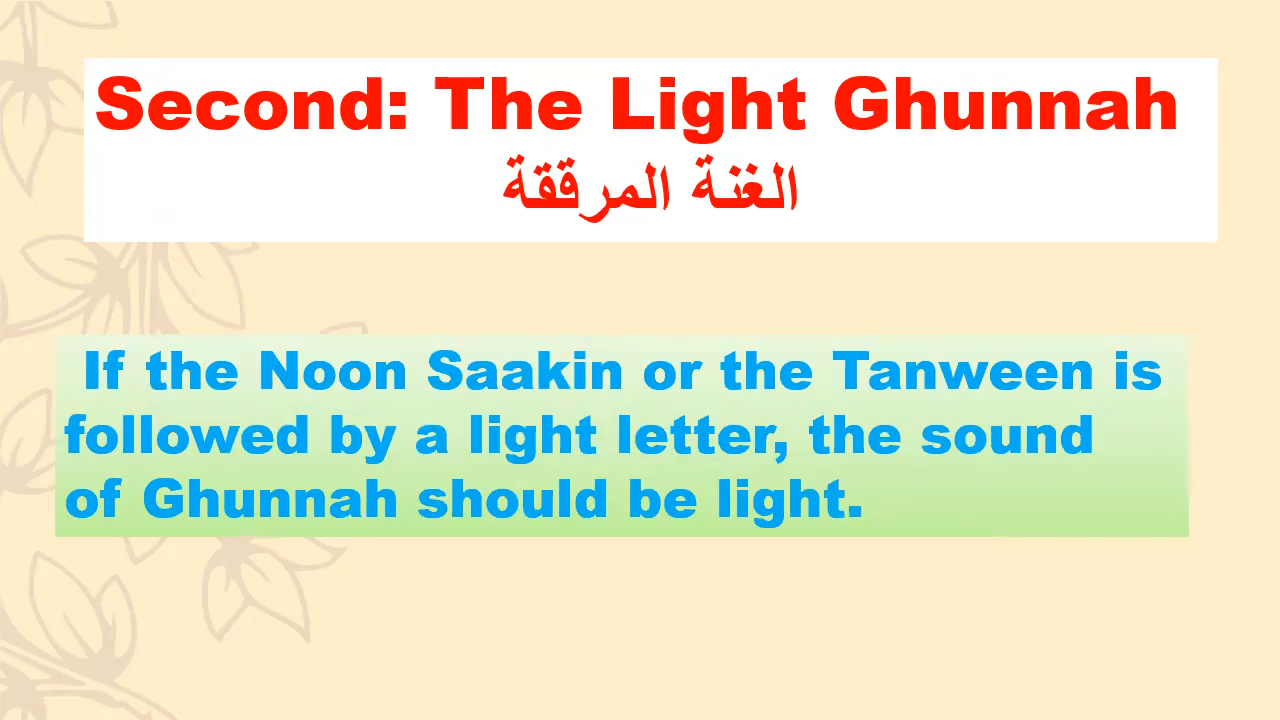 Second: The Light Ghunnah
الغنة المرققة
If the Noon Saakin or the Tanween is
followed by a light letter, the sound
of Ghunnah should be light.